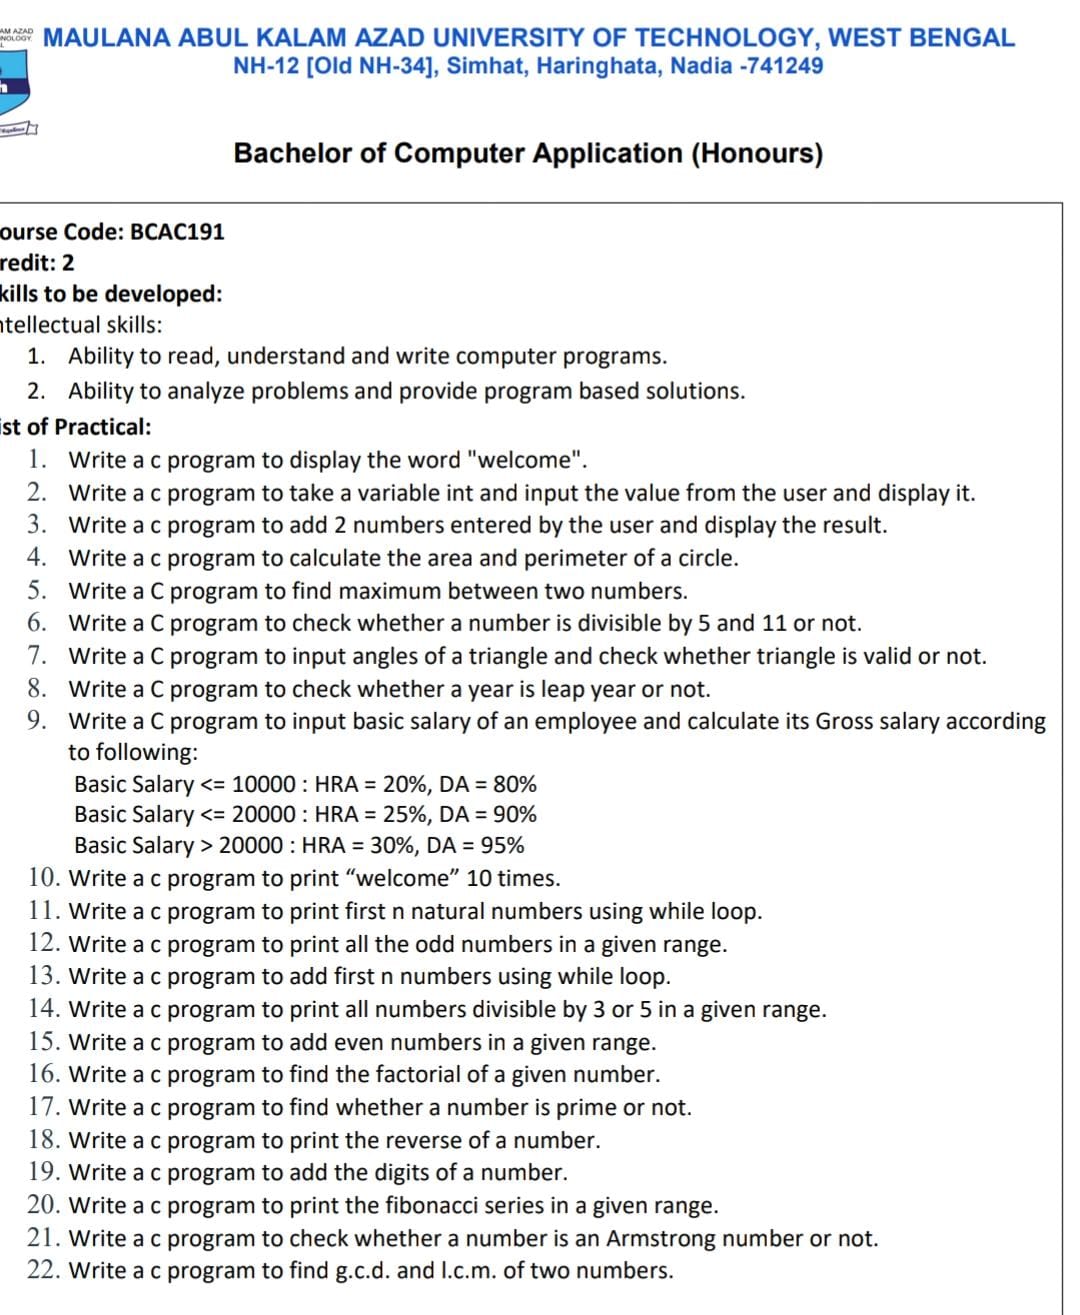 AM AZAD
NOLOGY
L
MAULANA ABUL KALAM AZAD UNIVERSITY OF TECHNOLOGY, WEST BENGAL
NH-12 [Old NH-34], Simhat, Haringhata, Nadia -741249
Bachelor of Computer Application (Honours)
ourse Code: BCAC191
redit: 2
kills to be developed:
ntellectual skills:
1. Ability to read, understand and write computer programs.
2. Ability to analyze problems and provide program based solutions.
ist of Practical:
1. Write a c program to display the word "welcome".
2. Write a c program to take a variable int and input the value from the user and display it.
3. Write a c program to add 2 numbers entered by the user and display the result.
4. Write a c program to calculate the area and perimeter of a circle.
5. Write a C program to find maximum between two numbers.
6. Write a C program to check whether a number is divisible by 5 and 11 or not.
7. Write a C program to input angles of a triangle and check whether triangle is valid or not.
8. Write a C program to check whether a year is leap year or not.
9. Write a C program to input basic salary of an employee and calculate its Gross salary according
to following:
Basic Salary <= 10000 : HRA = 20%, DA = 80%
Basic Salary <= 20000 : HRA = 25%, DA = 90%
Basic Salary > 20000 : HRA = 30%, DA = 95%
10. Write a c program to print “welcome” 10 times.
11. Write a c program to print first n natural numbers using while loop.
12. Write a c program to print all the odd numbers in a given range.
13. Write a c program to add first n numbers using while loop.
14. Write a c program to print all numbers divisible by 3 or 5 in a given range.
15. Write a c program to add even numbers in a given range.
16. Write a c program to find the factorial of a given number.
17. Write a c program to find whether a number is prime or not.
18. Write a c program to print the reverse of a number.
19. Write a c program to add the digits of a number.
20. Write a c program to print the fibonacci series in a given range.
21. Write a c program to check whether a number is an Armstrong number or not.
22. Write a c program to find g.c.d. and l.c.m. of two numbers.